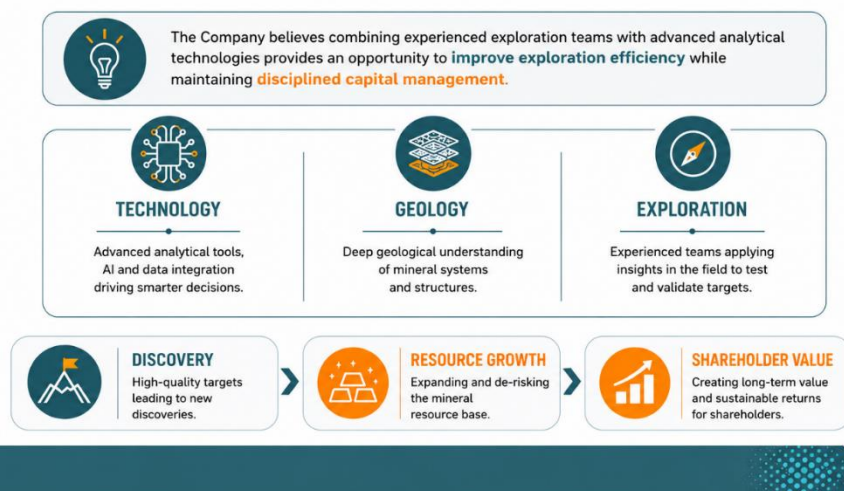 The Company believes combining experienced exploration teams with advanced analytical
technologies provides an opportunity to improve exploration efficiency while
maintaining disciplined capital management.
TECHNOLOGY
Advanced analytical tools,
AI and data integration
driving smarter decisions.
GEOLOGY
Deep geological understanding
of mineral systems
and structures.
EXPLORATION
Experienced teams applying
insights in the field to test
and validate targets.
DISCOVERY
High-quality targets
leading to new
discoveries.
RESOURCE GROWTH
Expanding and de-risking
the mineral
resource base.
SHAREHOLDER VALUE
Creating long-term value
and sustainable returns
for shareholders.